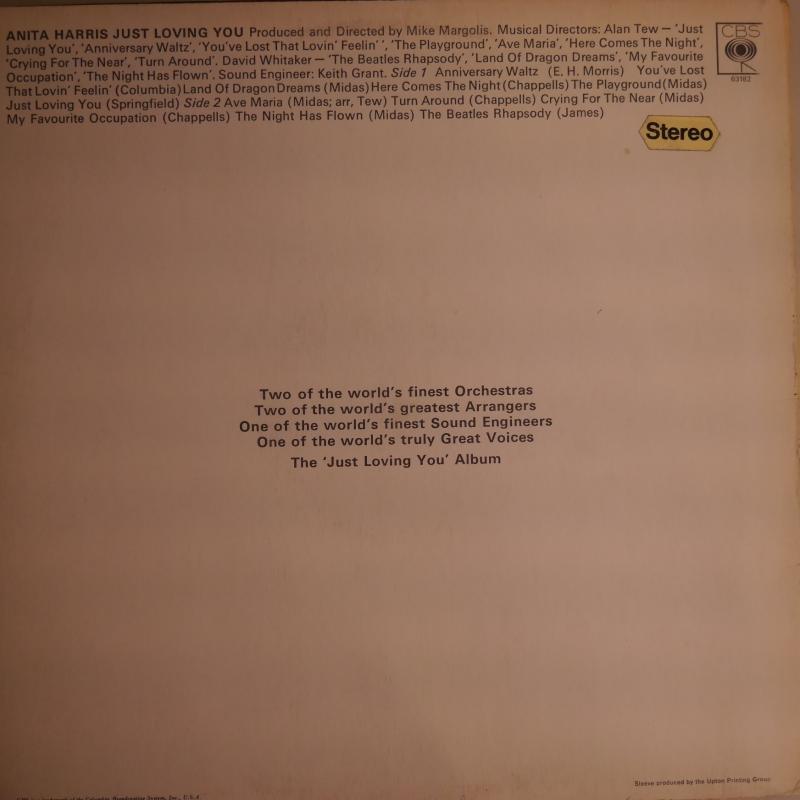 ANITA HARRIS JUST LOVING YOU Produced and Directed by Mike Margolis. Musical Directors: Alan Tew – ‘Just
Loving You’, ‘Anniversary Waltz’, ‘You’ve Lost That Lovin’ Feelin’ ’, ‘The Playground’, ‘Ave Maria’, ‘Here Comes The Night’,
‘Crying For The Near’, ‘Turn Around’. David Whitaker – ‘The Beatles Rhapsody’, ‘Land Of Dragon Dreams’, ‘My Favourite
Occupation’, ‘The Night Has Flown’. Sound Engineer: Keith Grant. Side 1 Anniversary Waltz (E. H. Morris) You’ve Lost
That Lovin’ Feelin’ (Columbia) Land Of Dragon Dreams (Midas) Here Comes The Night (Chappells) The Playground (Midas)
Just Loving You (Springfield) Side 2 Ave Maria (Midas; arr, Tew) Turn Around (Chappells) Crying For The Near (Midas)
My Favourite Occupation (Chappells) The Night Has Flown (Midas) The Beatles Rhapsody (James)
CBS
63182
Stereo
Two of the world’s finest Orchestras
Two of the world’s greatest Arrangers
One of the world’s finest Sound Engineers
One of the world’s truly Great Voices
The ‘Just Loving You’ Album
Sleeve produced by the Upton Printing Group
trademark of the Columbia Broadcasting System, Inc., U.S.A.